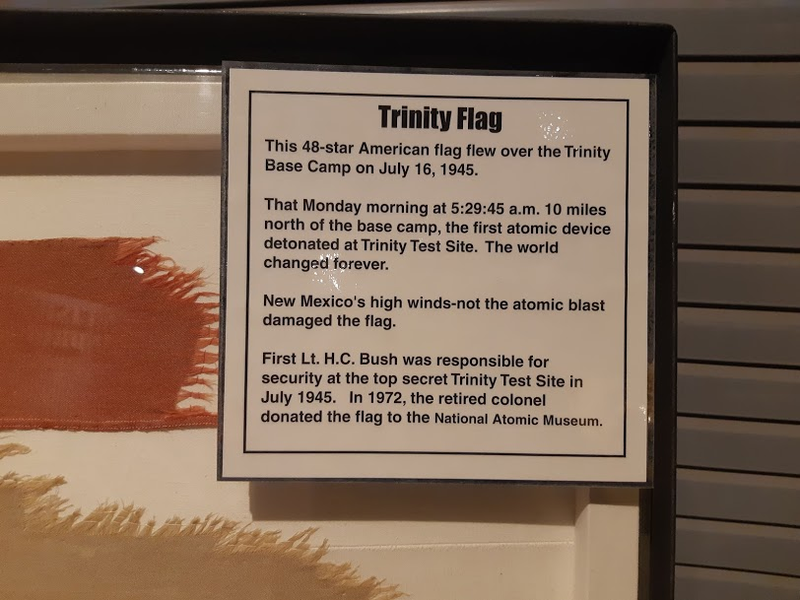 Trinity Flag
This 48-star American flag flew over the Trinity
Base Camp on July 16, 1945.
That Monday morning at 5:29:45 a.m. 10 miles
north of the base camp, the first atomic device
detonated at Trinity Test Site.  The world
changed forever.
New Mexico's high winds-not the atomic blast
damaged the flag.
First Lt. H.C. Bush was responsible for
security at the top secret Trinity Test Site in
July 1945.   In 1972, the retired colonel
donated the flag to the National Atomic Museum.